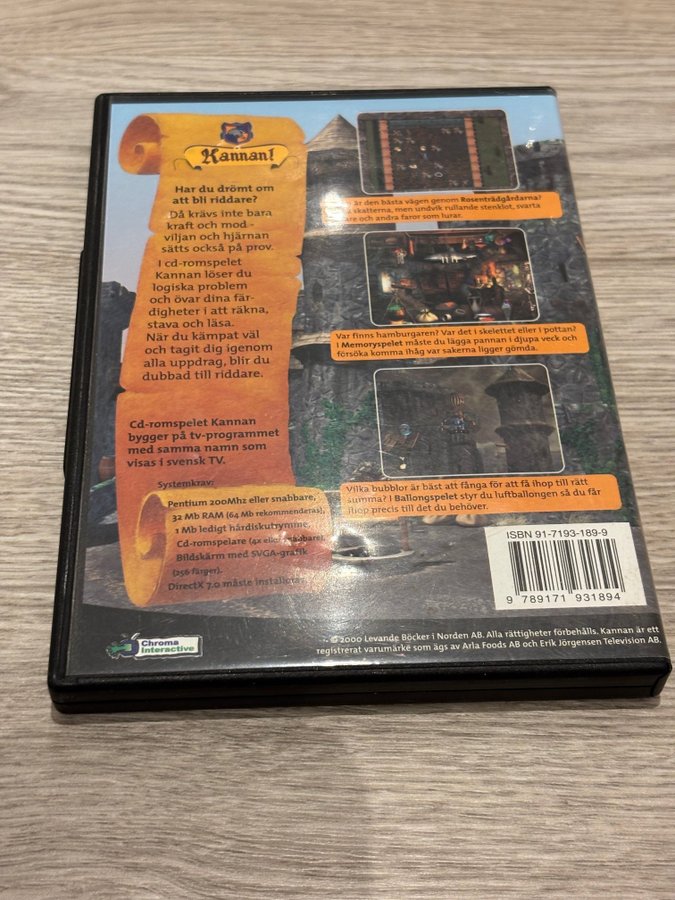 Kannan!
Har du drömt om
att bli riddare?
Då krävs inte bara
kraft och mod -
viljan och hjärnan
sätts också på prov.
I cd-romspelet
Kannan löser du
logiska problem
och övar dina fär-
digheter i att räkna,
stava och läsa.
När du kämpat väl
och tagit dig igenom
alla uppdrag, blir du
dubbad till riddare.
Cd-romspelet Kannan
bygger på tv-programmet
med samma namn som
visas i svensk TV.
Systemkrav:
Pentium 200Mhz eller snabbare,
32 Mb RAM (64 Mb rekommenderas),
1 Mb ledigt hårdiskutrymme,
Cd-romspelare (4x eller snabbare),
Bildskärm med SVGA-grafik
(256 färger).
DirectX 7.0 måste installeras
är den bästa vägen genom Rosenträdgårdarna?
skatterna, men undvik rullande stenklot, svarta
och andra faror som lurar.
Var finns hamburgaren? Var det i skelettet eller i pottan?
I Memoryspelet måste du lägga pannan i djupa veck och
försöka komma ihåg var sakerna ligger gömda.
Vilka bubblor är bäst att fånga för att få ihop till rätt
summa? I Ballongspelet styr du luftballongen så du får
ihop precis till det du behöver.
ISBN 91-7193-189-9
9 789171 931894
Chroma
Interactive
© 2000 Levande Böcker i Norden AB. Alla rättigheter förbehålls. Kannan är ett
registrerat varumärke som ägs av Arla Foods AB och Erik Jörgensen Television AB.